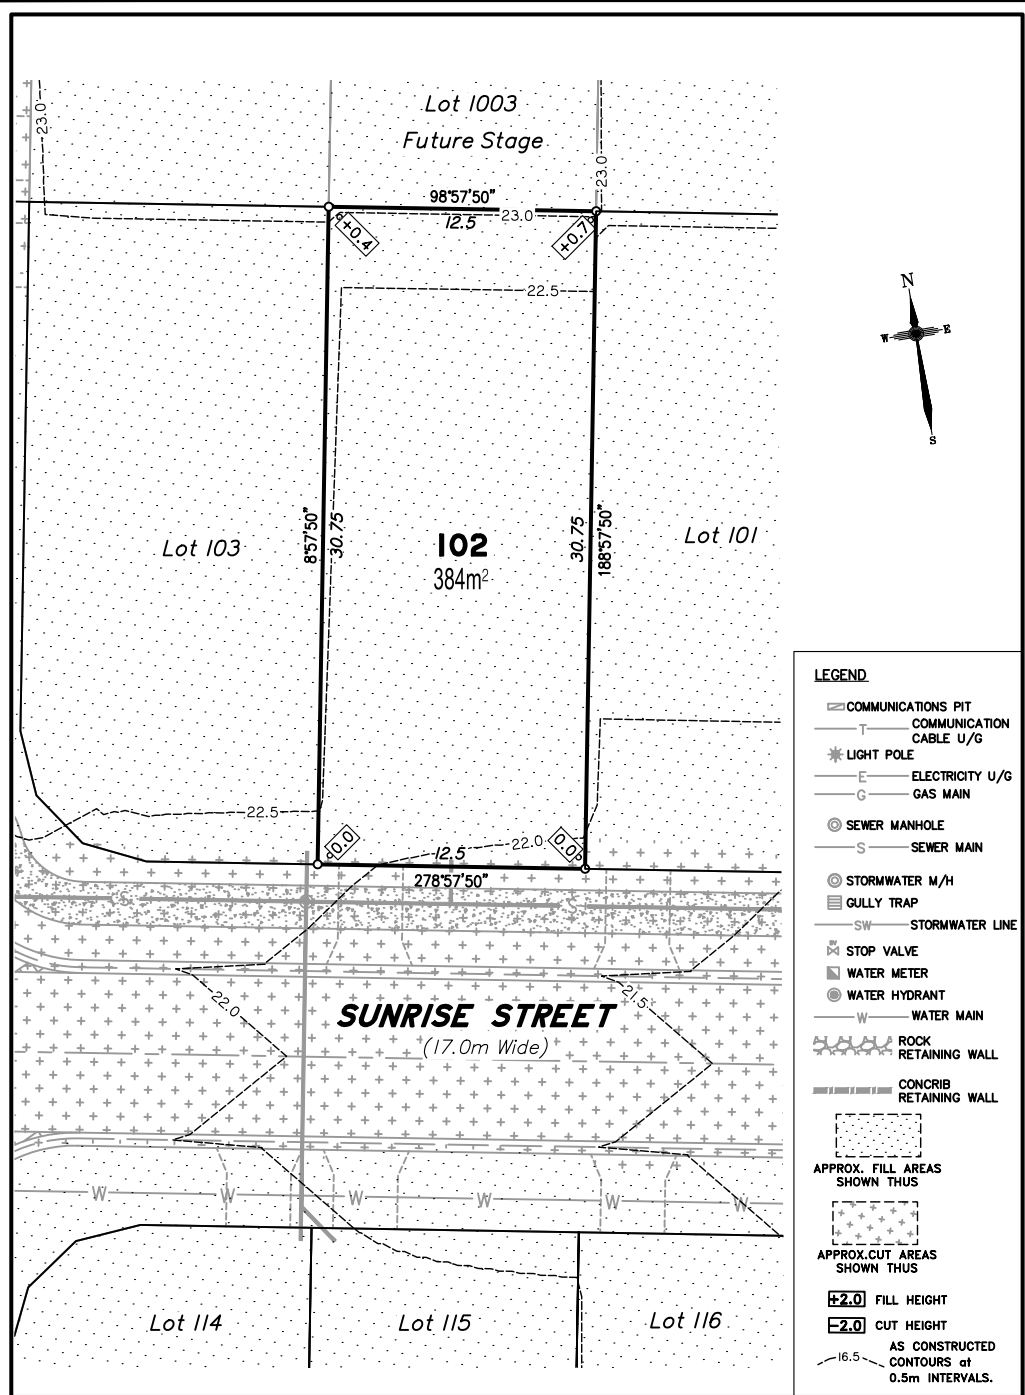 Lot 1003
Future Stage
23.0
23.0
98°57'50"
12.5
23.0
+0.4
+0.7
22.5
N
W
E
S
Lot 103
8°57'50"
30.75
102
384m²
30.75
188°57'50"
Lot 101
22.5
0.0
12.5
22.0
0.0
278°57'50"
S
S
22.0
SUNRISE STREET
(17.0m Wide)
21.5
W
W
W
W
W
W
Lot 114
Lot 115
Lot 116
LEGEND
COMMUNICATIONS PIT
T
COMMUNICATION
CABLE U/G
LIGHT POLE
E
ELECTRICITY U/G
G
GAS MAIN
SEWER MANHOLE
S
SEWER MAIN
STORMWATER M/H
GULLY TRAP
SW
STORMWATER LINE
SV
STOP VALVE
WATER METER
WATER HYDRANT
W
WATER MAIN
ROCK
RETAINING WALL
CONCRIB
RETAINING WALL
APPROX. FILL AREAS
SHOWN THUS
APPROX.CUT AREAS
SHOWN THUS
+2.0 FILL HEIGHT
-2.0 CUT HEIGHT
16.5
AS CONSTRUCTED
CONTOURS at
0.5m INTERVALS.